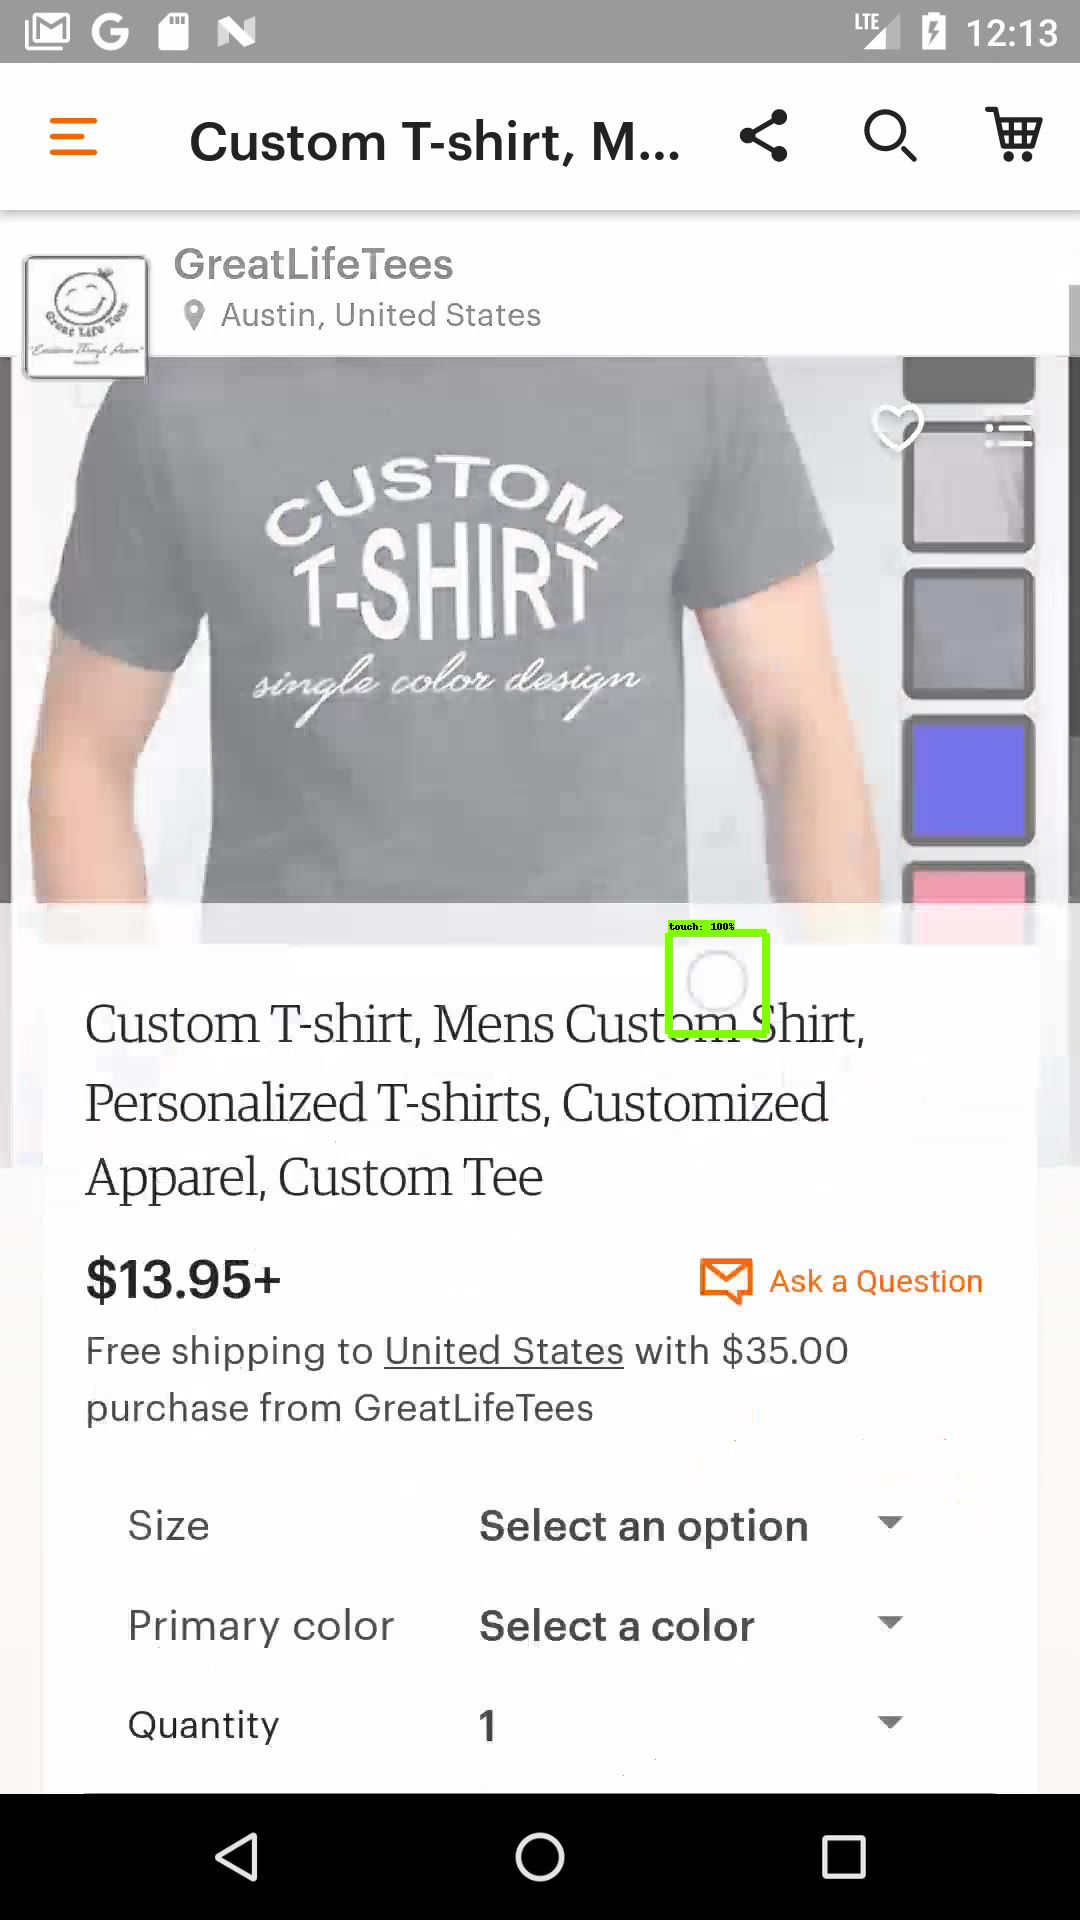 LTE 12:13
Custom T-shirt, M...
GreatLifeTees
Austin, United States
Great Life Tees
CUSTOM
T-SHIRT
single color design
touch: 100%
Custom T-shirt, Mens Custom Shirt,
Personalized T-shirts, Customized
Apparel, Custom Tee
$13.95+
Ask a Question
Free shipping to United States with $35.00
purchase from GreatLifeTees
Size Select an option
Primary color Select a color
Quantity 1